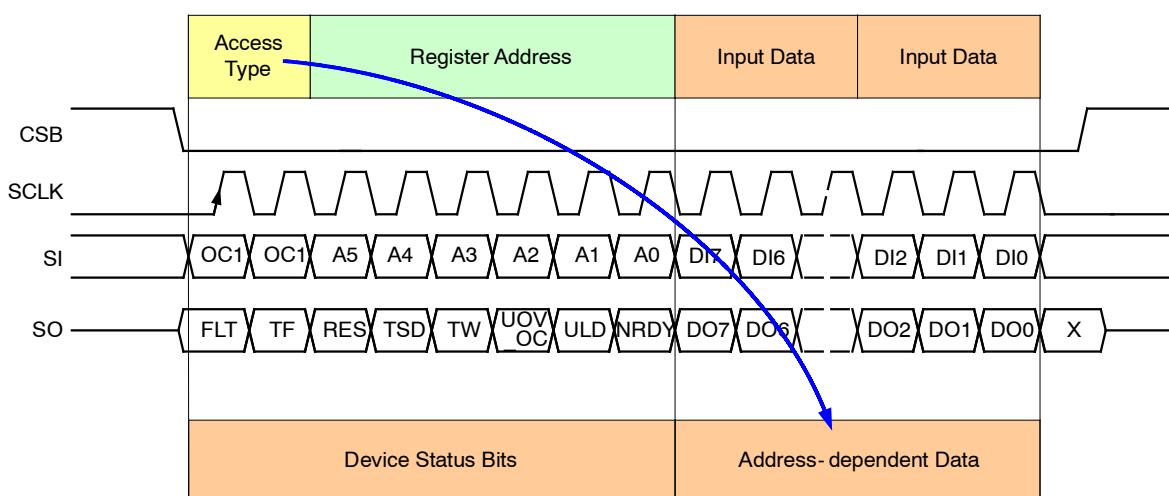 Access
Type
Register Address
Input Data
Input Data
CSB
SCLK
SI
OC1
OC1
A5
A4
A3
A2
A1
A0
DI7
DI6
DI2
DI1
DI0
SO
FLT
TF
RES
TSD
TW
UOV
_OC
ULD
NRDY
DO7
DO6
DO2
DO1
DO0
X
Device Status Bits
Address- dependent Data